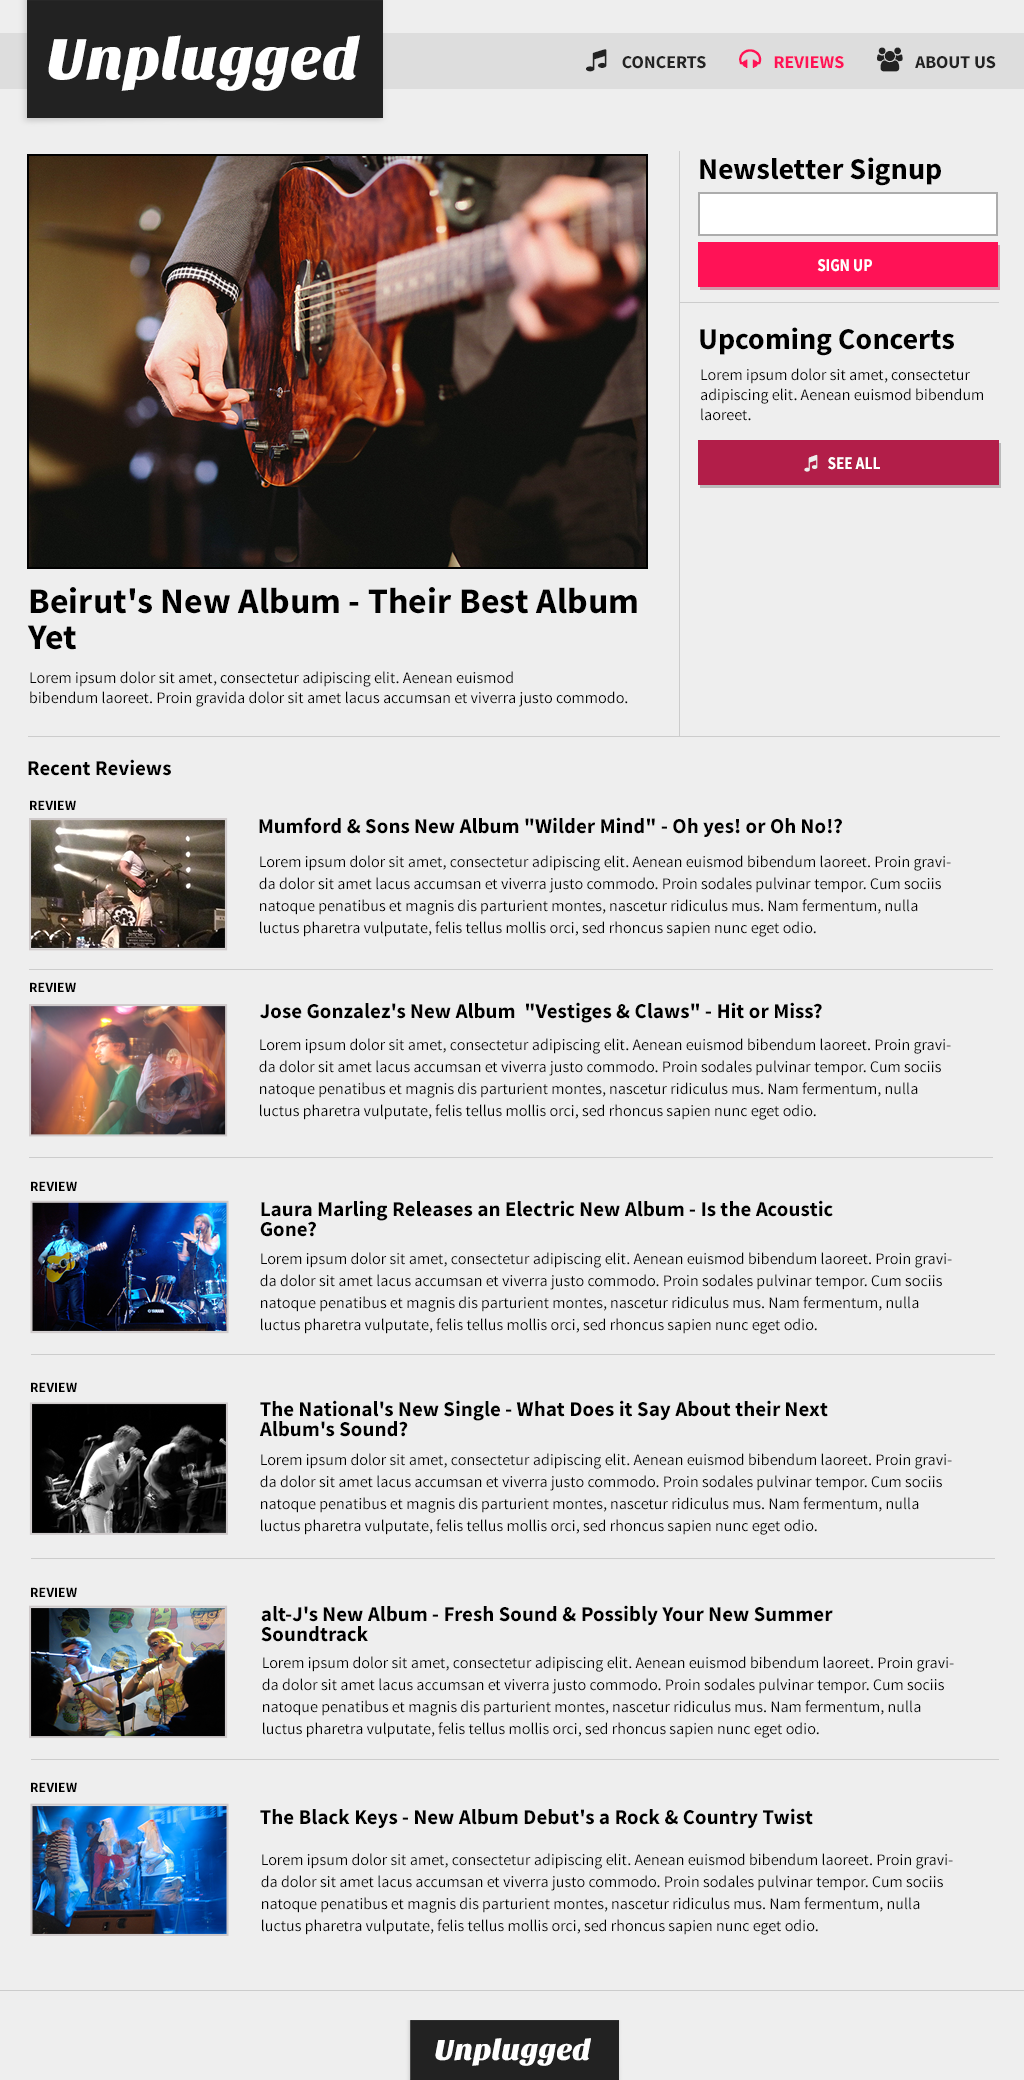 Unplugged
CONCERTS
REVIEWS
ABOUT US
Newsletter Signup
SIGN UP
Upcoming Concerts
Lorem ipsum dolor sit amet, consectetur
adipiscing elit. Aenean euismod bibendum
laoreet.
SEE ALL
Beirut's New Album - Their Best Album
Yet
Lorem ipsum dolor sit amet, consectetur adipiscing elit. Aenean euismod
bibendum laoreet. Proin gravida dolor sit amet lacus accumsan et viverra justo commodo.
Recent Reviews
REVIEW
Mumford & Sons New Album "Wilder Mind" - Oh yes! or Oh No!?
Lorem ipsum dolor sit amet, consectetur adipiscing elit. Aenean euismod bibendum laoreet. Proin gravi-
da dolor sit amet lacus accumsan et viverra justo commodo. Proin sodales pulvinar tempor. Cum sociis
natoque penatibus et magnis dis parturient montes, nascetur ridiculus mus. Nam fermentum, nulla
luctus pharetra vulputate, felis tellus mollis orci, sed rhoncus sapien nunc eget odio.
REVIEW
Jose Gonzalez's New Album  "Vestiges & Claws" - Hit or Miss?
Lorem ipsum dolor sit amet, consectetur adipiscing elit. Aenean euismod bibendum laoreet. Proin gravi-
da dolor sit amet lacus accumsan et viverra justo commodo. Proin sodales pulvinar tempor. Cum sociis
natoque penatibus et magnis dis parturient montes, nascetur ridiculus mus. Nam fermentum, nulla
luctus pharetra vulputate, felis tellus mollis orci, sed rhoncus sapien nunc eget odio.
REVIEW
Laura Marling Releases an Electric New Album - Is the Acoustic
Gone?
Lorem ipsum dolor sit amet, consectetur adipiscing elit. Aenean euismod bibendum laoreet. Proin gravi-
da dolor sit amet lacus accumsan et viverra justo commodo. Proin sodales pulvinar tempor. Cum sociis
natoque penatibus et magnis dis parturient montes, nascetur ridiculus mus. Nam fermentum, nulla
luctus pharetra vulputate, felis tellus mollis orci, sed rhoncus sapien nunc eget odio.
REVIEW
The National's New Single - What Does it Say About their Next
Album's Sound?
Lorem ipsum dolor sit amet, consectetur adipiscing elit. Aenean euismod bibendum laoreet. Proin gravi-
da dolor sit amet lacus accumsan et viverra justo commodo. Proin sodales pulvinar tempor. Cum sociis
natoque penatibus et magnis dis parturient montes, nascetur ridiculus mus. Nam fermentum, nulla
luctus pharetra vulputate, felis tellus mollis orci, sed rhoncus sapien nunc eget odio.
REVIEW
alt-J's New Album - Fresh Sound & Possibly Your New Summer
Soundtrack
Lorem ipsum dolor sit amet, consectetur adipiscing elit. Aenean euismod bibendum laoreet. Proin gravi-
da dolor sit amet lacus accumsan et viverra justo commodo. Proin sodales pulvinar tempor. Cum sociis
natoque penatibus et magnis dis parturient montes, nascetur ridiculus mus. Nam fermentum, nulla
luctus pharetra vulputate, felis tellus mollis orci, sed rhoncus sapien nunc eget odio.
REVIEW
The Black Keys - New Album Debut's a Rock & Country Twist
Lorem ipsum dolor sit amet, consectetur adipiscing elit. Aenean euismod bibendum laoreet. Proin gravi-
da dolor sit amet lacus accumsan et viverra justo commodo. Proin sodales pulvinar tempor. Cum sociis
natoque penatibus et magnis dis parturient montes, nascetur ridiculus mus. Nam fermentum, nulla
luctus pharetra vulputate, felis tellus mollis orci, sed rhoncus sapien nunc eget odio.
Unplugged